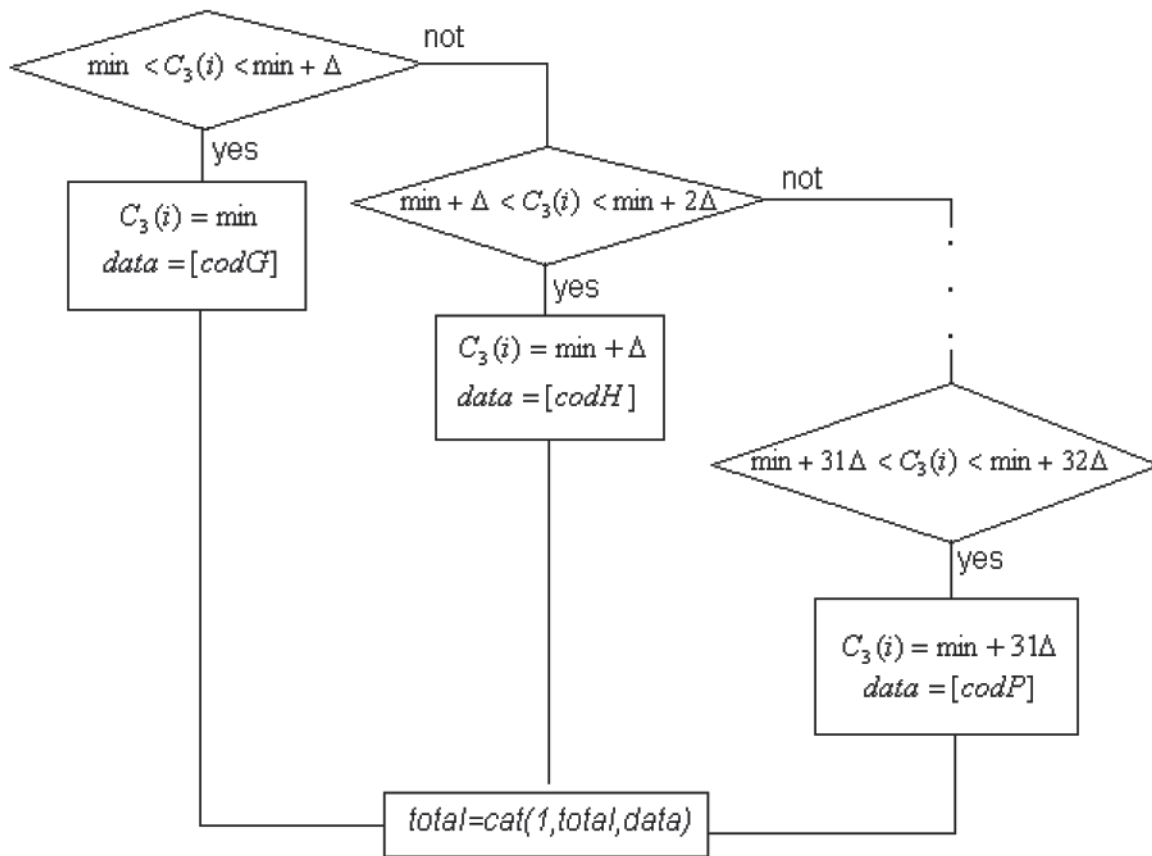 not
min < C₃(i) < min + Δ
yes
C₃(i) = min
data = [codG]
not
min + Δ < C₃(i) < min + 2Δ
yes
C₃(i) = min + Δ
data = [codH]
.
.
.
min + 31Δ < C₃(i) < min + 32Δ
yes
C₃(i) = min + 31Δ
data = [codP]
total=cat(1,total,data)